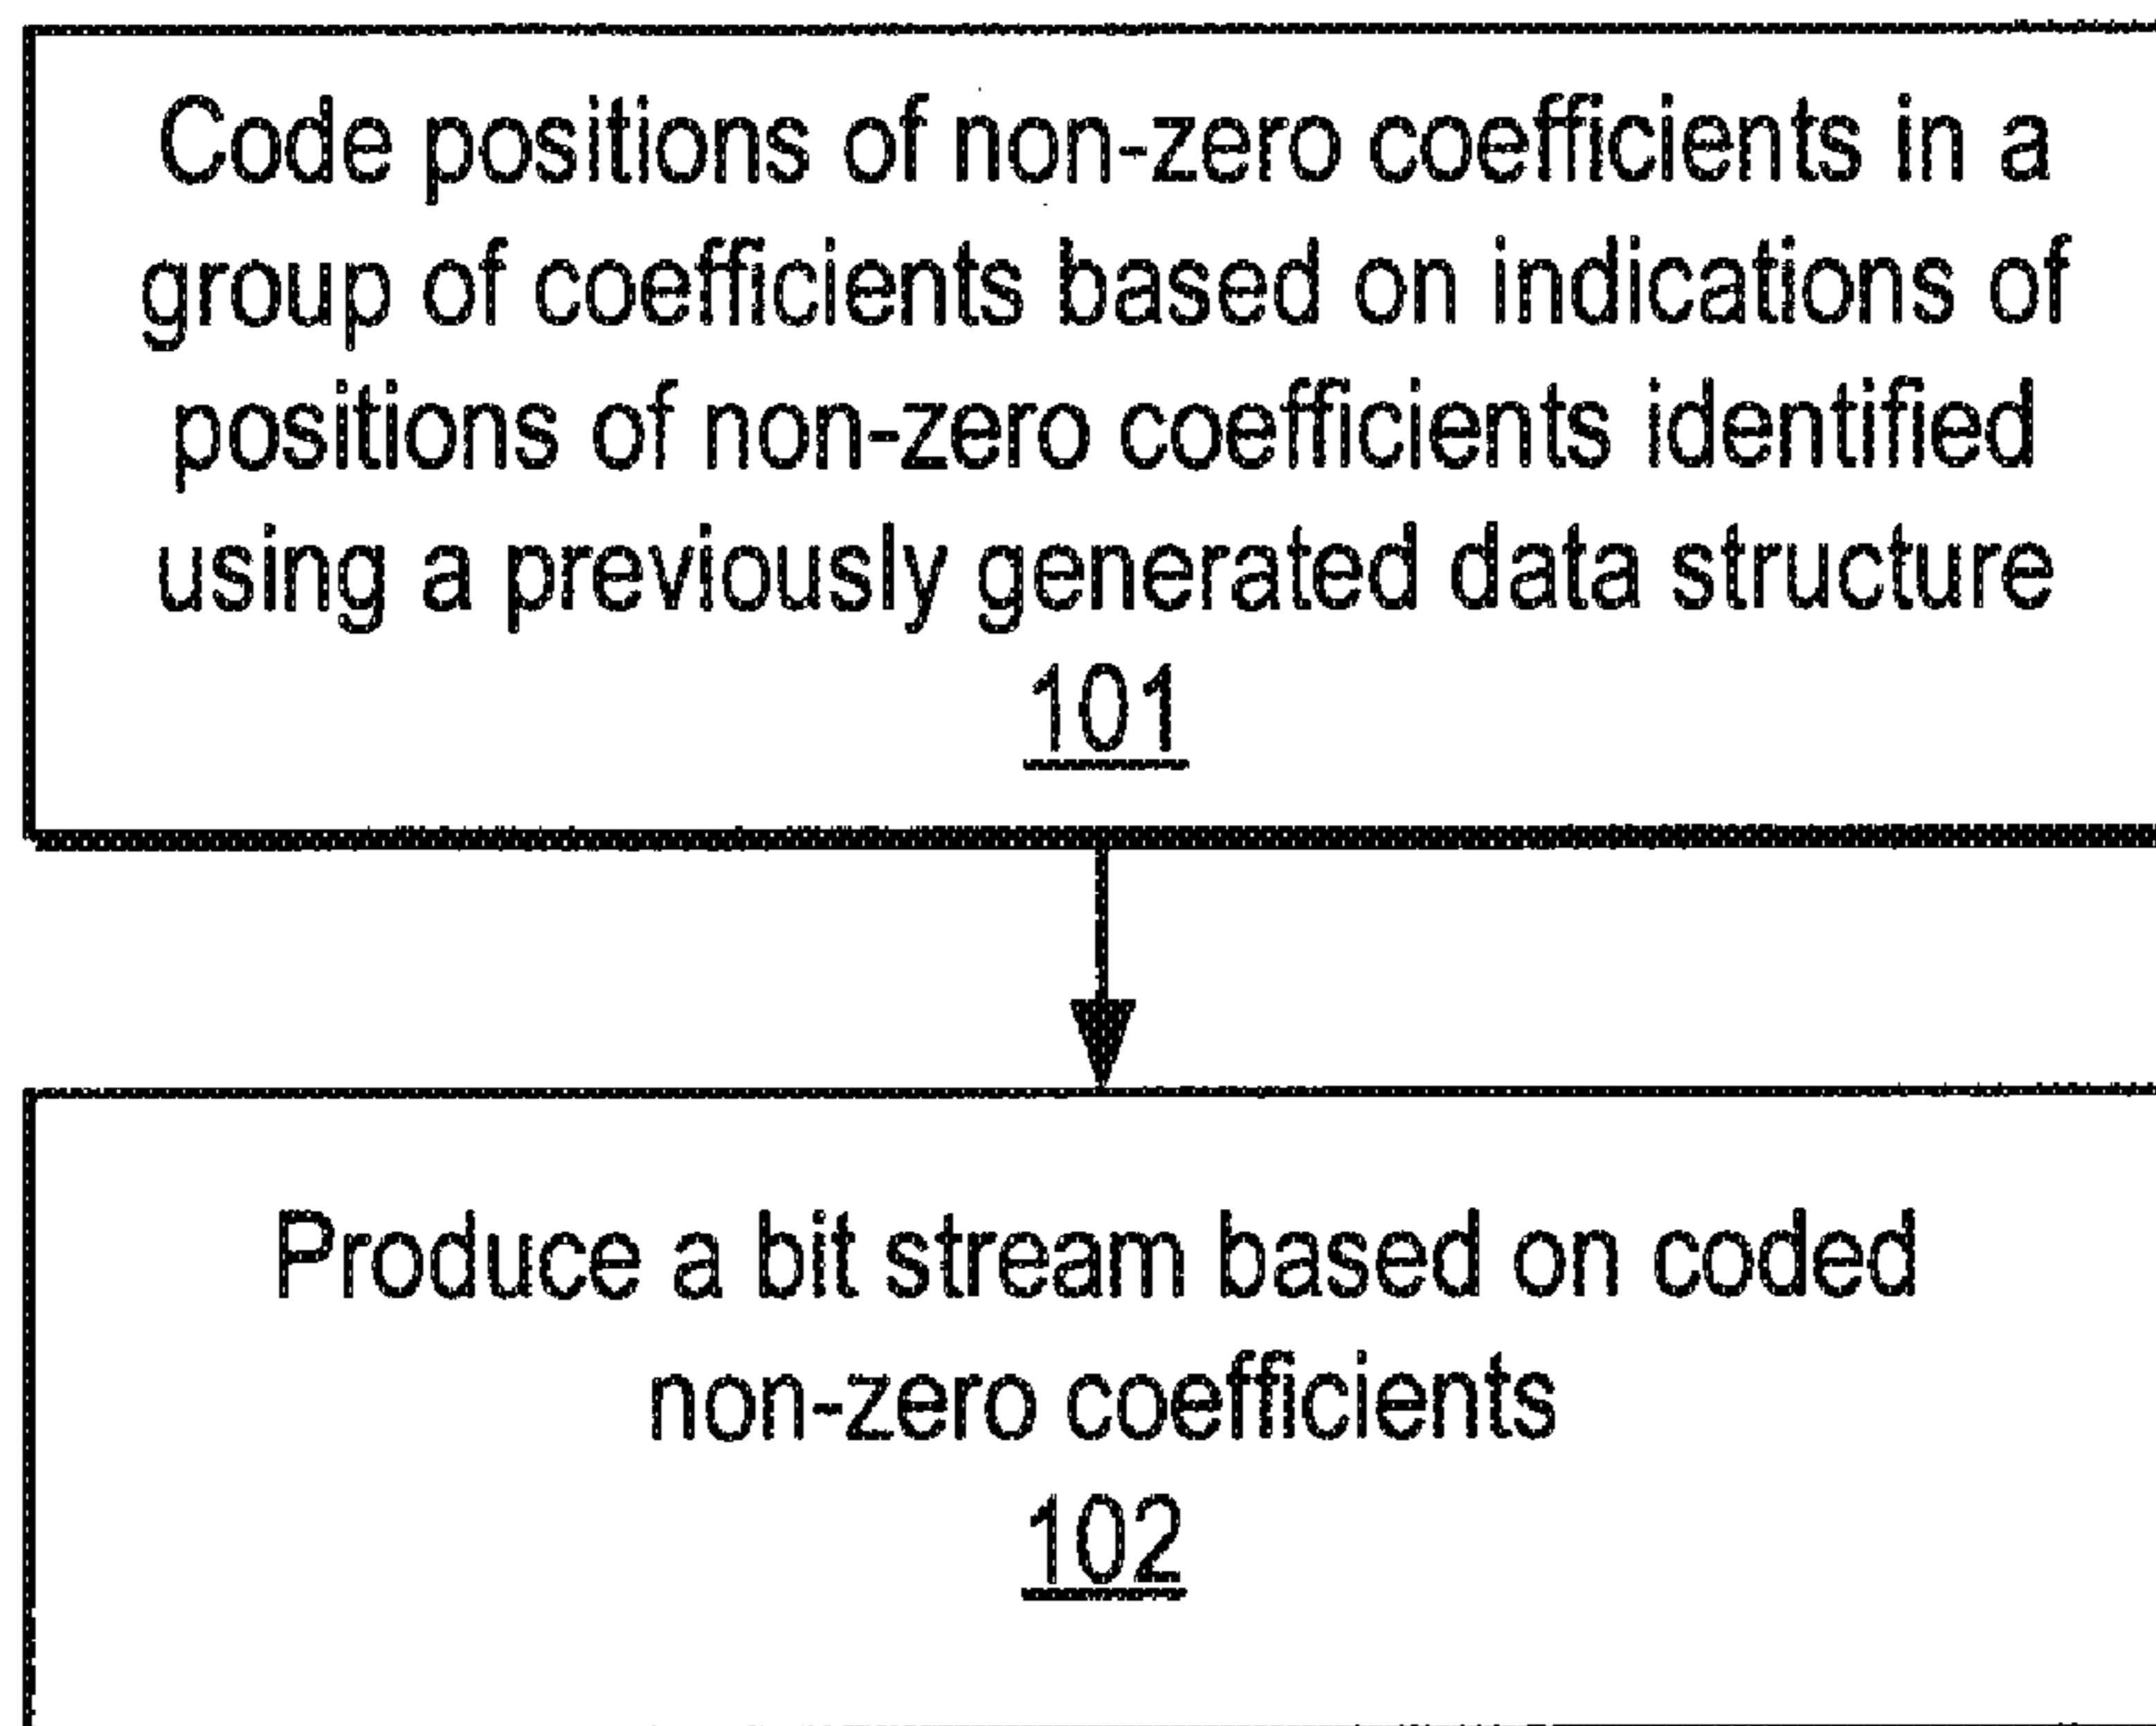 Code positions of non-zero coefficients in a
group of coefficients based on indications of
positions of non-zero coefficients identified
using a previously generated data structure
101
Produce a bit stream based on coded
non-zero coefficients
102